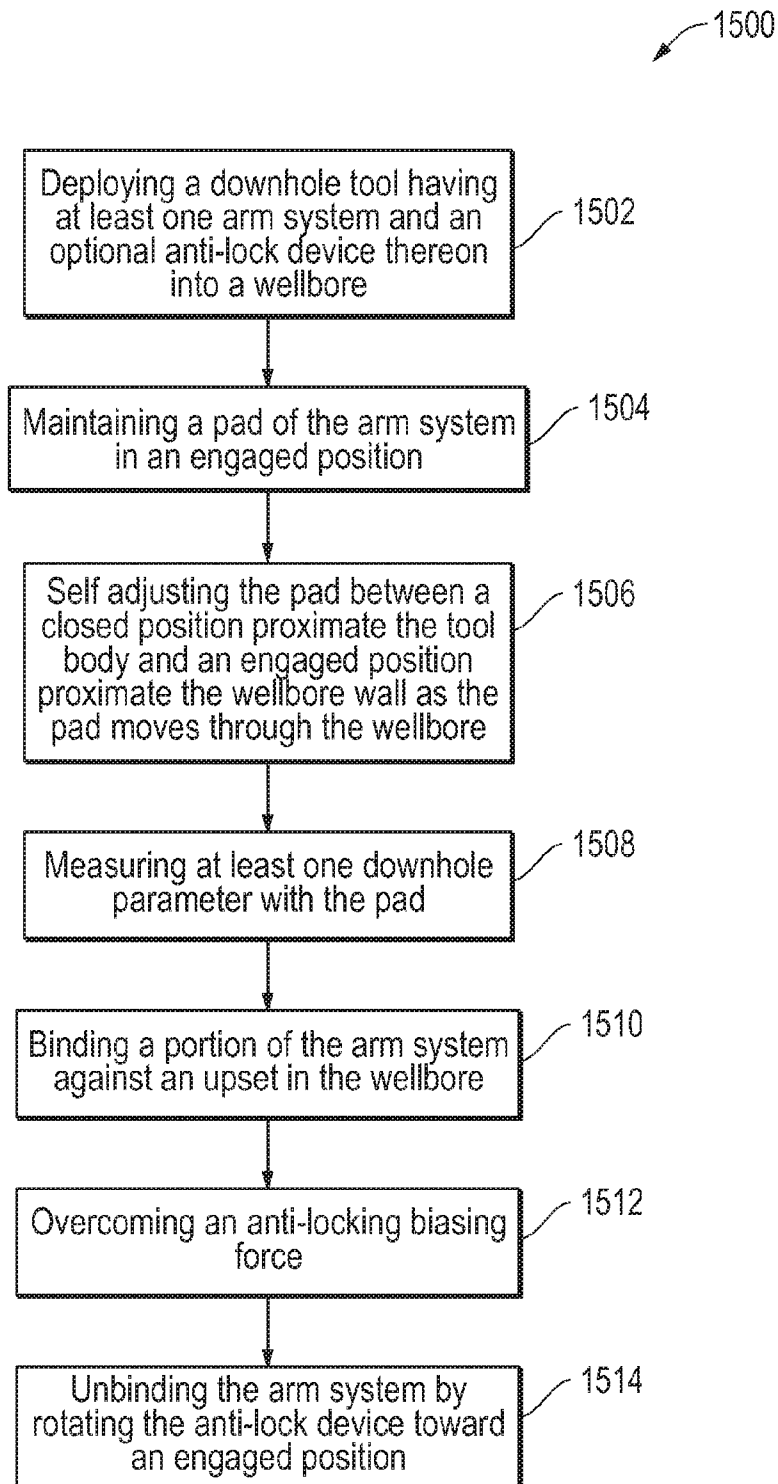 1500
Deploying a downhole tool having
at least one arm system and an
optional anti-lock device thereon
into a wellbore
1502
Maintaining a pad of the arm system
in an engaged position
1504
Self adjusting the pad between a
closed position proximate the tool
body and an engaged position
proximate the wellbore wall as the
pad moves through the wellbore
1506
Measuring at least one downhole
parameter with the pad
1508
Binding a portion of the arm system
against an upset in the wellbore
1510
Overcoming an anti-locking biasing
force
1512
Unbinding the arm system by
rotating the anti-lock device toward
an engaged position
1514